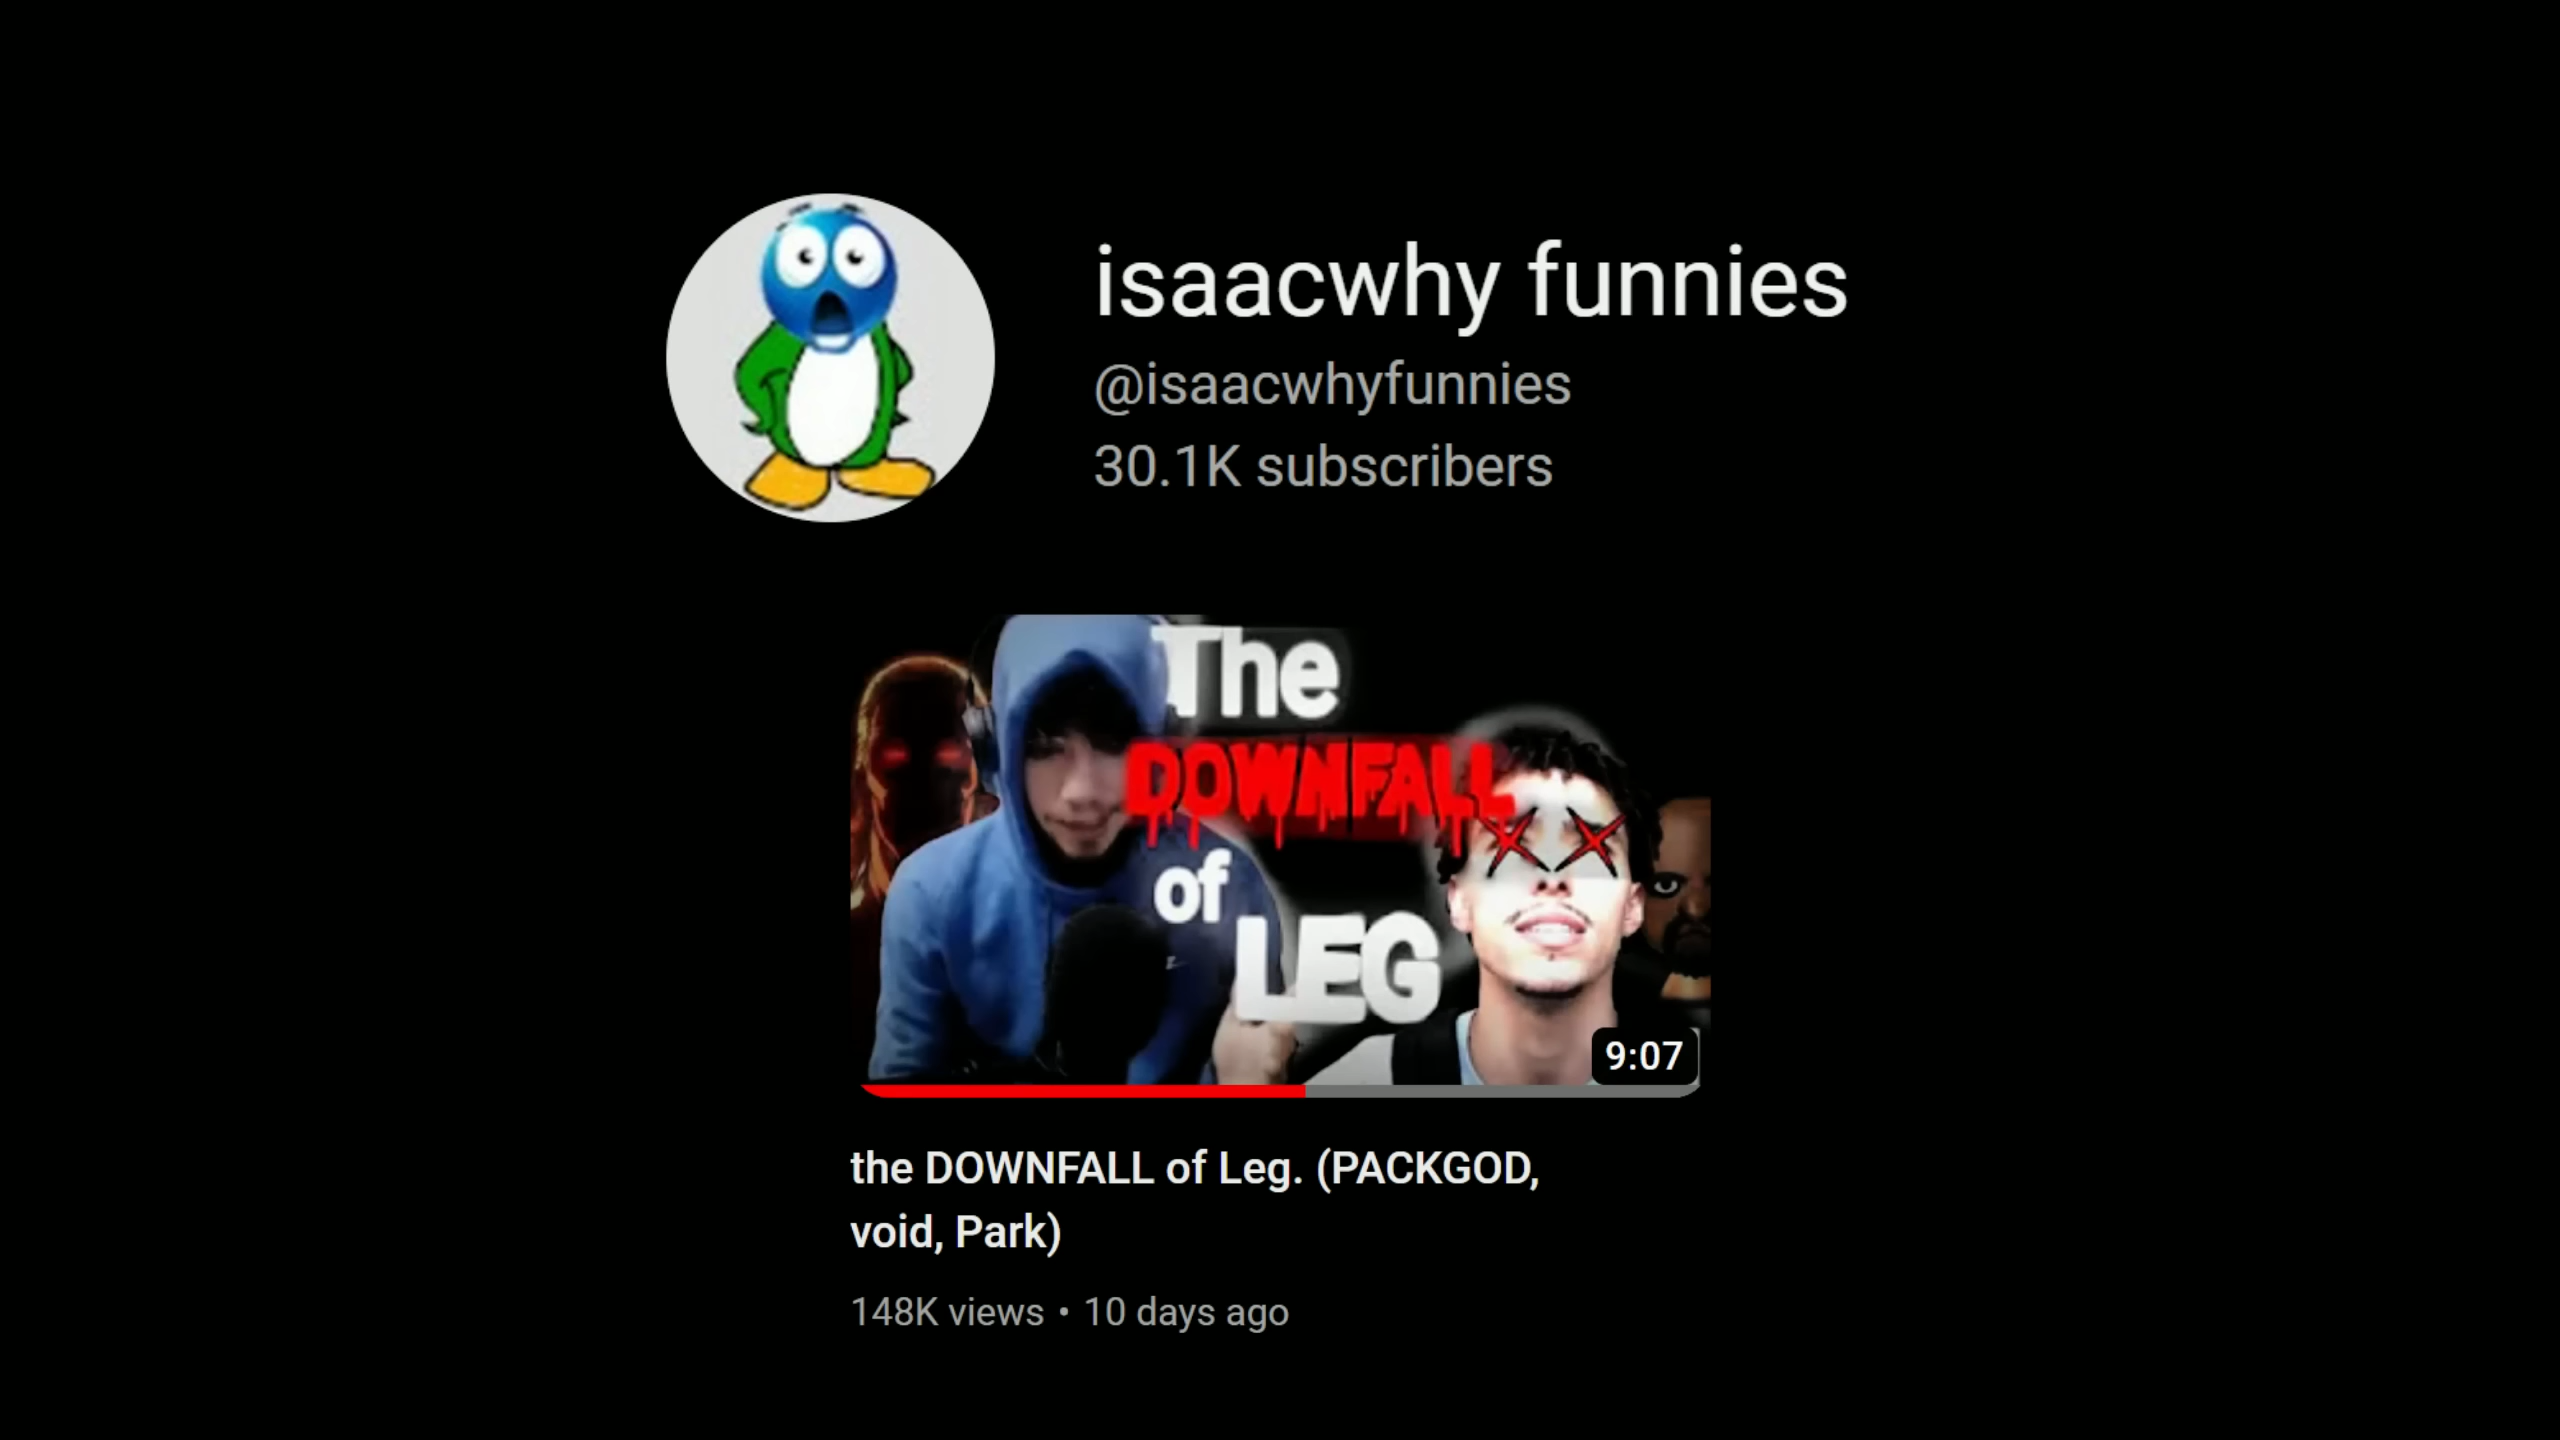 isaacwhy funnies
@isaacwhyfunnies
30.1K subscribers
The
DOWNFALL
of
LEG
9:07
the DOWNFALL of Leg. (PACKGOD,
void, Park)
148K views • 10 days ago